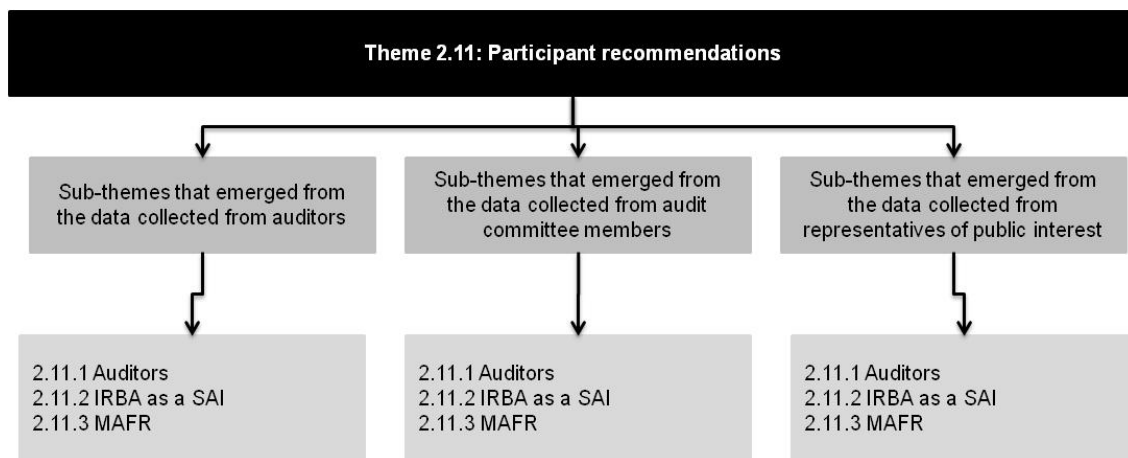 Theme 2.11: Participant recommendations
Sub-themes that emerged from
the data collected from auditors
Sub-themes that emerged from
the data collected from audit
committee members
Sub-themes that emerged from
the data collected from
representatives of public interest
2.11.1 Auditors
2.11.2 IRBA as a SAI
2.11.3 MAFR
2.11.1 Auditors
2.11.2 IRBA as a SAI
2.11.3 MAFR
2.11.1 Auditors
2.11.2 IRBA as a SAI
2.11.3 MAFR